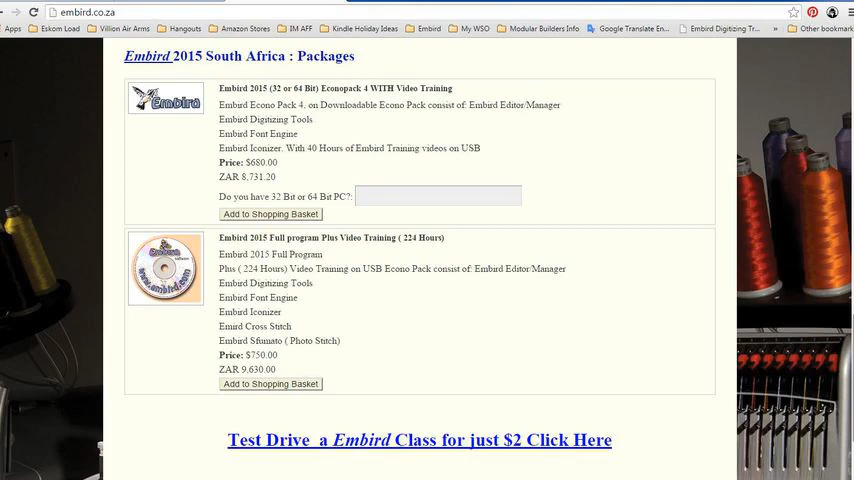 embird.co.za
Apps Eskom Load Villion Air Arms Hangouts Amazon Stores IM AFF Kindle Holiday Ideas Embird My WSO Modular Builders Info Google Translate En... Embird Digitizing Tr... » Other bookmark
Embird 2015 South Africa : Packages
Embird
Embird 2015 (32 or 64 Bit) Econopack 4 WITH Video Training
Embird Econo Pack 4. on Downloadable Econo Pack consist of: Embird Editor/Manager
Embird Digitizing Tools
Embird Font Engine
Embird Iconizer. With 40 Hours of Embird Training videos on USB
Price: $680.00
ZAR 8,731.20
Do you have 32 Bit or 64 Bit PC?:
Add to Shopping Basket
Embird
www.embird.com
Embird 2015 Full program Plus Video Training ( 224 Hours)
Embird 2015 Full Program
Plus ( 224 Hours) Video Training on USB Econo Pack consist of: Embird Editor/Manager
Embird Digitizing Tools
Embird Font Engine
Embird Iconizer
Emird Cross Stitch
Embird Sfumato ( Photo Stitch)
Price: $750.00
ZAR 9,630.00
Add to Shopping Basket
Test Drive a Embird Class for just $2 Click Here